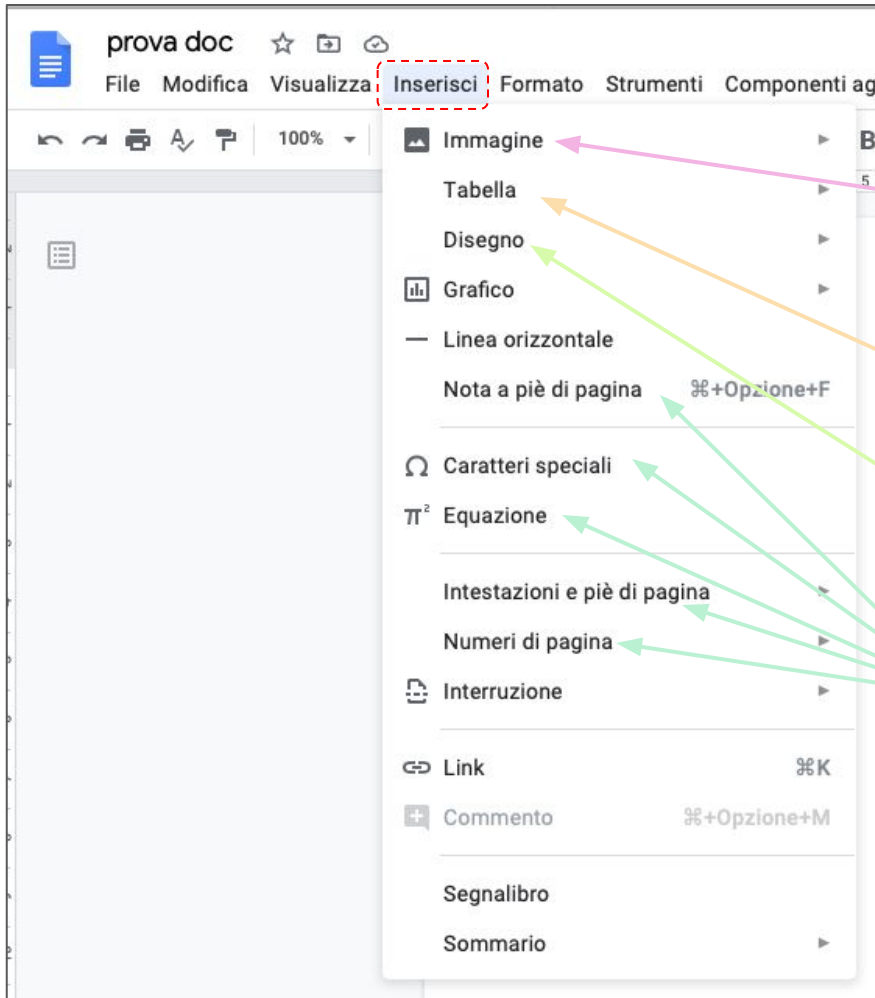 prova doc
File Modifica Visualizza Inserisci Formato Strumenti Componenti ag
100% B
5
Immagine
Tabella
Disegno
Grafico
Linea orizzontale
Nota a piè di pagina ⌘+Opzione+F
Caratteri speciali
π² Equazione
Intestazioni e piè di pagina
Numeri di pagina
Interruzione
Link ⌘K
Commento ⌘+Opzione+M
Segnalibro
Sommario